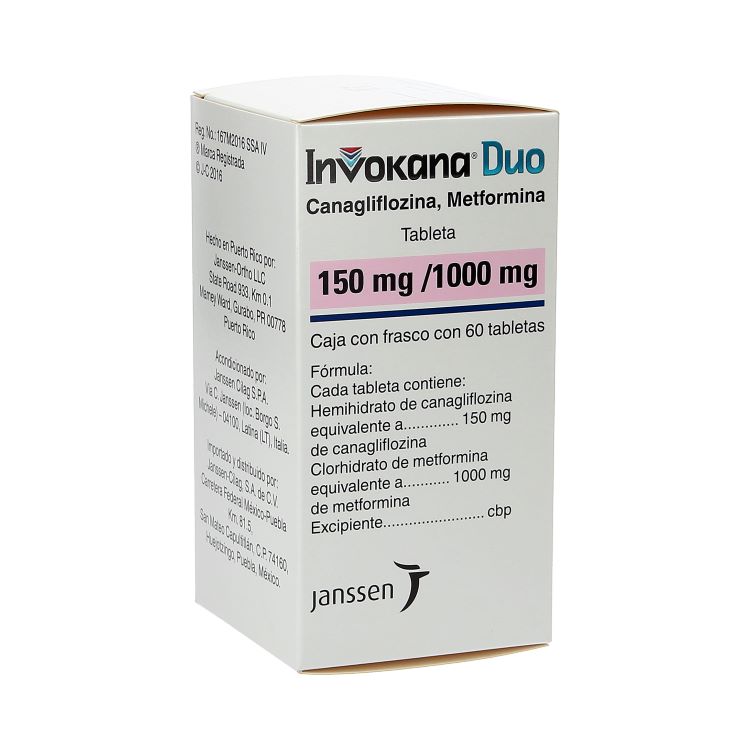 Invokana® Duo
Canagliflozina, Metformina
Tableta
150 mg /1000 mg
Caja con frasco con 60 tabletas
Fórmula:
Cada tableta contiene:
Hemihidrato de canagliflozina
equivalente a............. 150 mg
de canagliflozina
Clorhidrato de metformina
equivalente a........... 1000 mg
de metformina
Excipiente........................ cbp
janssen
Reg. No.:167M2016 SSA IV
® Marca Registrada
© J-C 2016
Hecho en Puerto Rico por:
Janssen-Ortho LLC
State Road 933, Km 0.1
Mamey Ward, Gurabo, PR 00778
Puerto Rico
Acondicionado por:
Janssen Cilag S.P.A.
Via C. Janssen (loc. Borgo S.
Michele) – 04100, Latina (LT), Italia.
Importado y distribuido por:
Janssen-Cilag, S.A. de C.V.
Carretera Federal México-Puebla
Km. 81.5,
San Mateo Capultitlán, C.P. 74160,
Huejotzingo, Puebla, México.